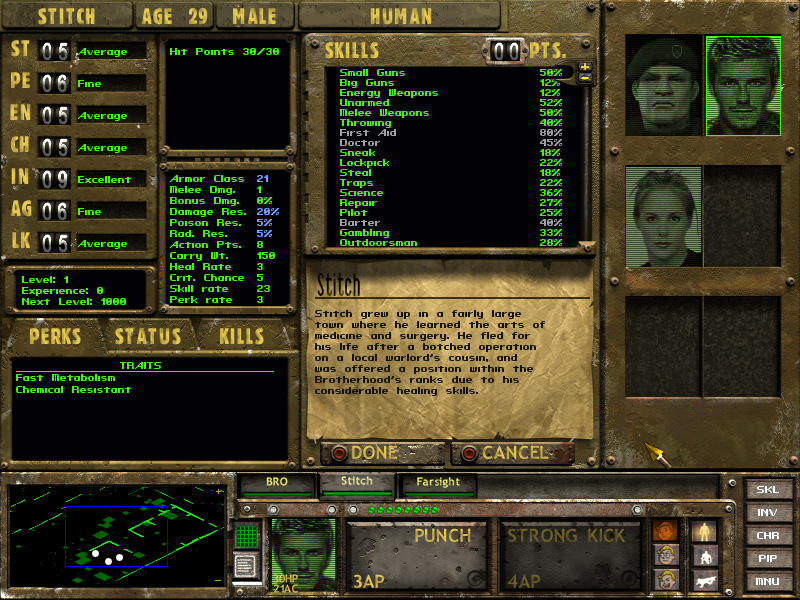 STITCH AGE 29 MALE HUMAN
ST 05 Average
PE 06 Fine
EN 05 Average
CH 05 Average
IN 09 Excellent
AG 06 Fine
LK 05 Average
Hit Points 30/30
Armor Class 21
Melee Dmg. 1
Bonus Dmg. 0%
Damage Res. 20%
Poison Res. 5%
Rad. Res. 5%
Action Pts. 8
Carry Wt. 150
Heal Rate 3
Crit. Chance 5
Skill rate 23
Perk rate 3
Level: 1
Experience: 0
Next Level: 1000
PERKS STATUS KILLS
TRAITS
Fast Metabolism
Chemical Resistant
SKILLS 00 PTS.
Small Guns 50%
Big Guns 12%
Energy Weapons 12%
Unarmed 52%
Melee Weapons 50%
Throwing 40%
First Aid 80%
Doctor 45%
Sneak 18%
Lockpick 22%
Steal 18%
Traps 22%
Science 36%
Repair 27%
Pilot 25%
Barter 40%
Gambling 33%
Outdoorsman 28%
Stitch
Stitch grew up in a fairly large
town where he learned the arts of
medicine and surgery. He fled for
his life after a botched operation
on a local warlord's cousin, and
was offered a position within the
Brotherhood's ranks due to his
considerable healing skills.
DONE CANCEL
BRO Stitch Farsight
30HP
21AC
PUNCH
3AP
STRONG KICK
4AP
SKL
INV
CHR
PIP
MNU